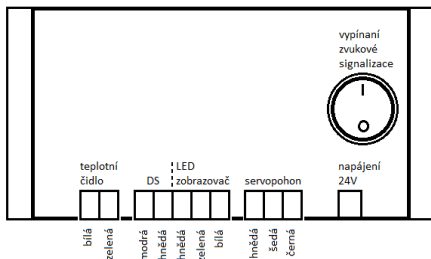 vypínaní
zvukové
signalizace
teplotní
čidlo
DS
LED
zobrazovač
servopohon
napájení
24V
bílá
zelená
modrá
hnědá
hnědá
zelená
bílá
hnědá
šedá
černá